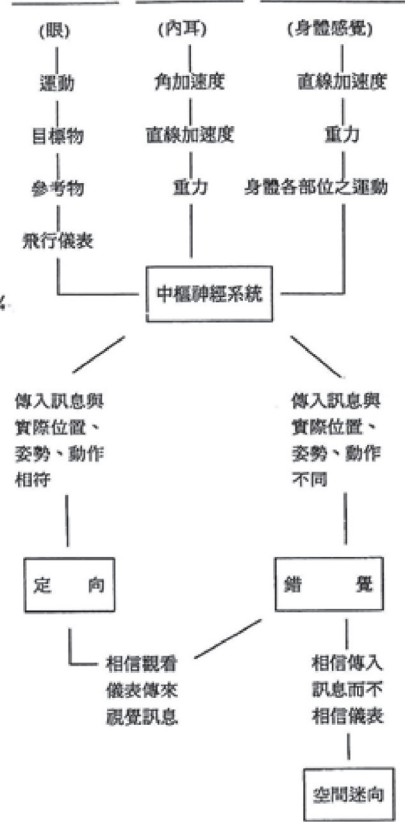 (眼)
(內耳)
(身體感覺)
運動
角加速度
直線加速度
目標物
直線加速度
重力
參考物
重力
身體各部位之運動
飛行儀表
中樞神經系統
傳入訊息與
實際位置、
姿勢、動作
相符
傳入訊息與
實際位置、
姿勢、動作
不同
定 向
錯 覺
相信觀看
儀表傳來
視覺訊息
相信傳入
訊息而不
相信儀表
空間迷向